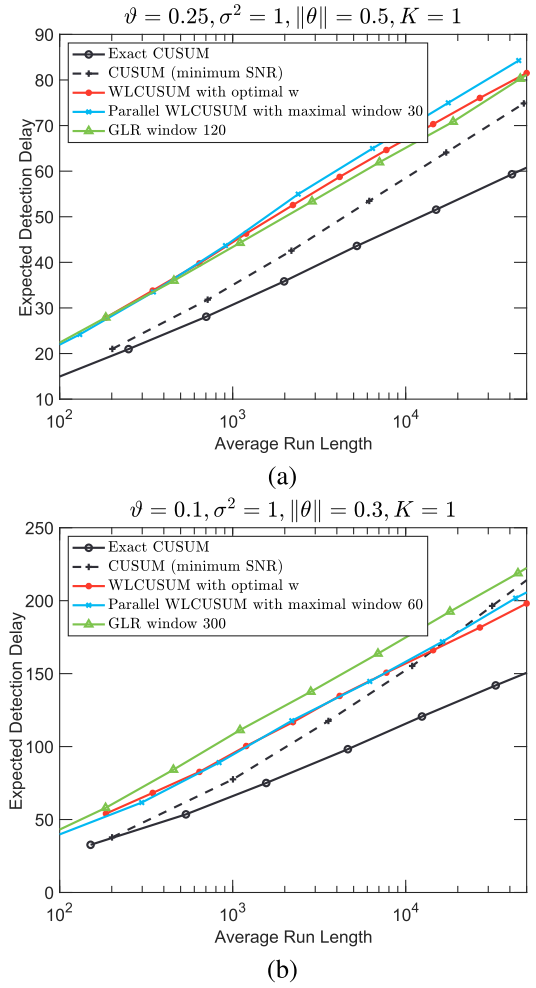 ϑ = 0.25, σ² = 1, ‖θ‖ = 0.5, K = 1
Exact CUSUM
CUSUM (minimum SNR)
WLCUSUM with optimal w
Parallel WLCUSUM with maximal window 30
GLR window 120
Expected Detection Delay
90
80
70
60
50
40
30
20
10
10²
10³
10⁴
Average Run Length
(a)
ϑ = 0.1, σ² = 1, ‖θ‖ = 0.3, K = 1
Exact CUSUM
CUSUM (minimum SNR)
WLCUSUM with optimal w
Parallel WLCUSUM with maximal window 60
GLR window 300
Expected Detection Delay
250
200
150
100
50
0
10²
10³
10⁴
Average Run Length
(b)